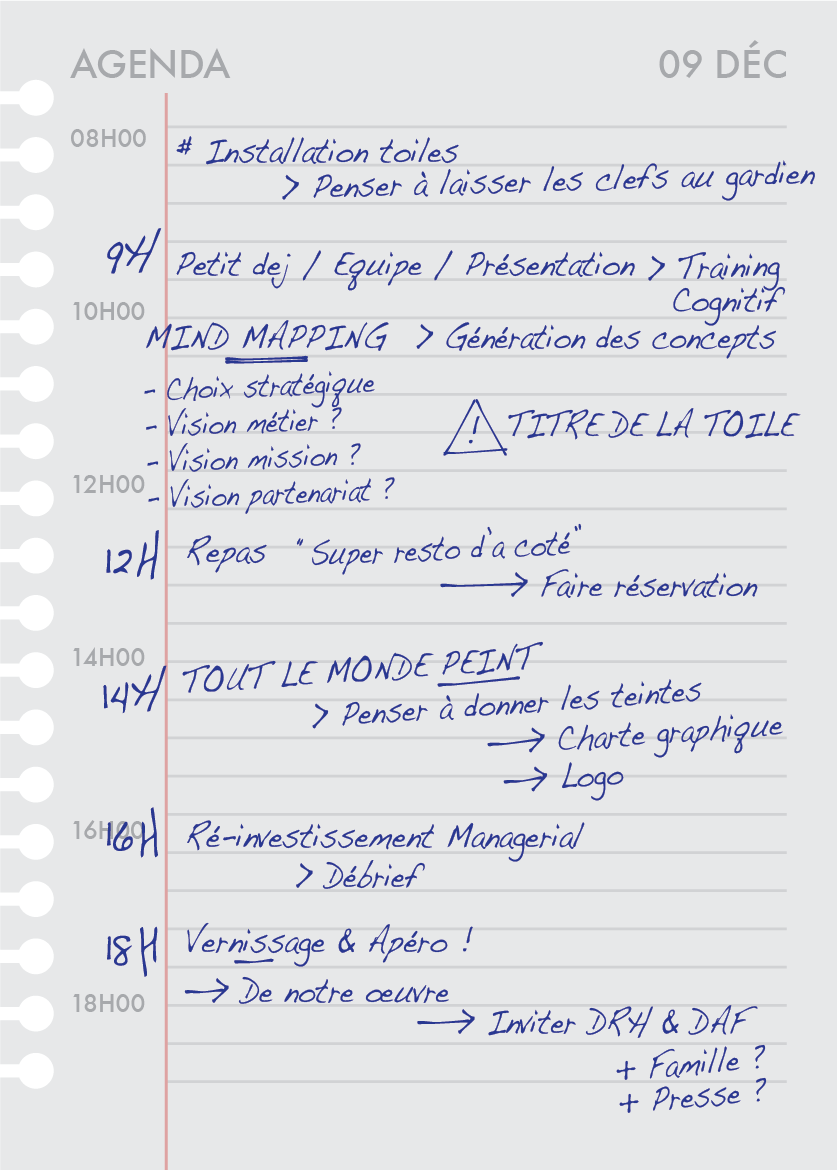 AGENDA 09 DÉC
08H00 # Installation toiles
> Penser à laisser les clefs au gardien
9H Petit dej / Equipe / Présentation > Training
Cognitif
10H00
MIND MAPPING > Génération des concepts
- Choix stratégique
- Vision métier ? ! TITRE DE LA TOILE
- Vision mission ?
12H00
- Vision partenariat ?
12H Repas "Super resto d'a coté"
→ Faire réservation
14H00
14H TOUT LE MONDE PEINT
> Penser à donner les teintes
→ Charte graphique
→ Logo
16H00
16H Ré-investissement Managerial
> Débrief
18H Vernissage & Apéro !
→ De notre oeuvre
18H00
→ Inviter DRH & DAF
+ Famille ?
+ Presse ?